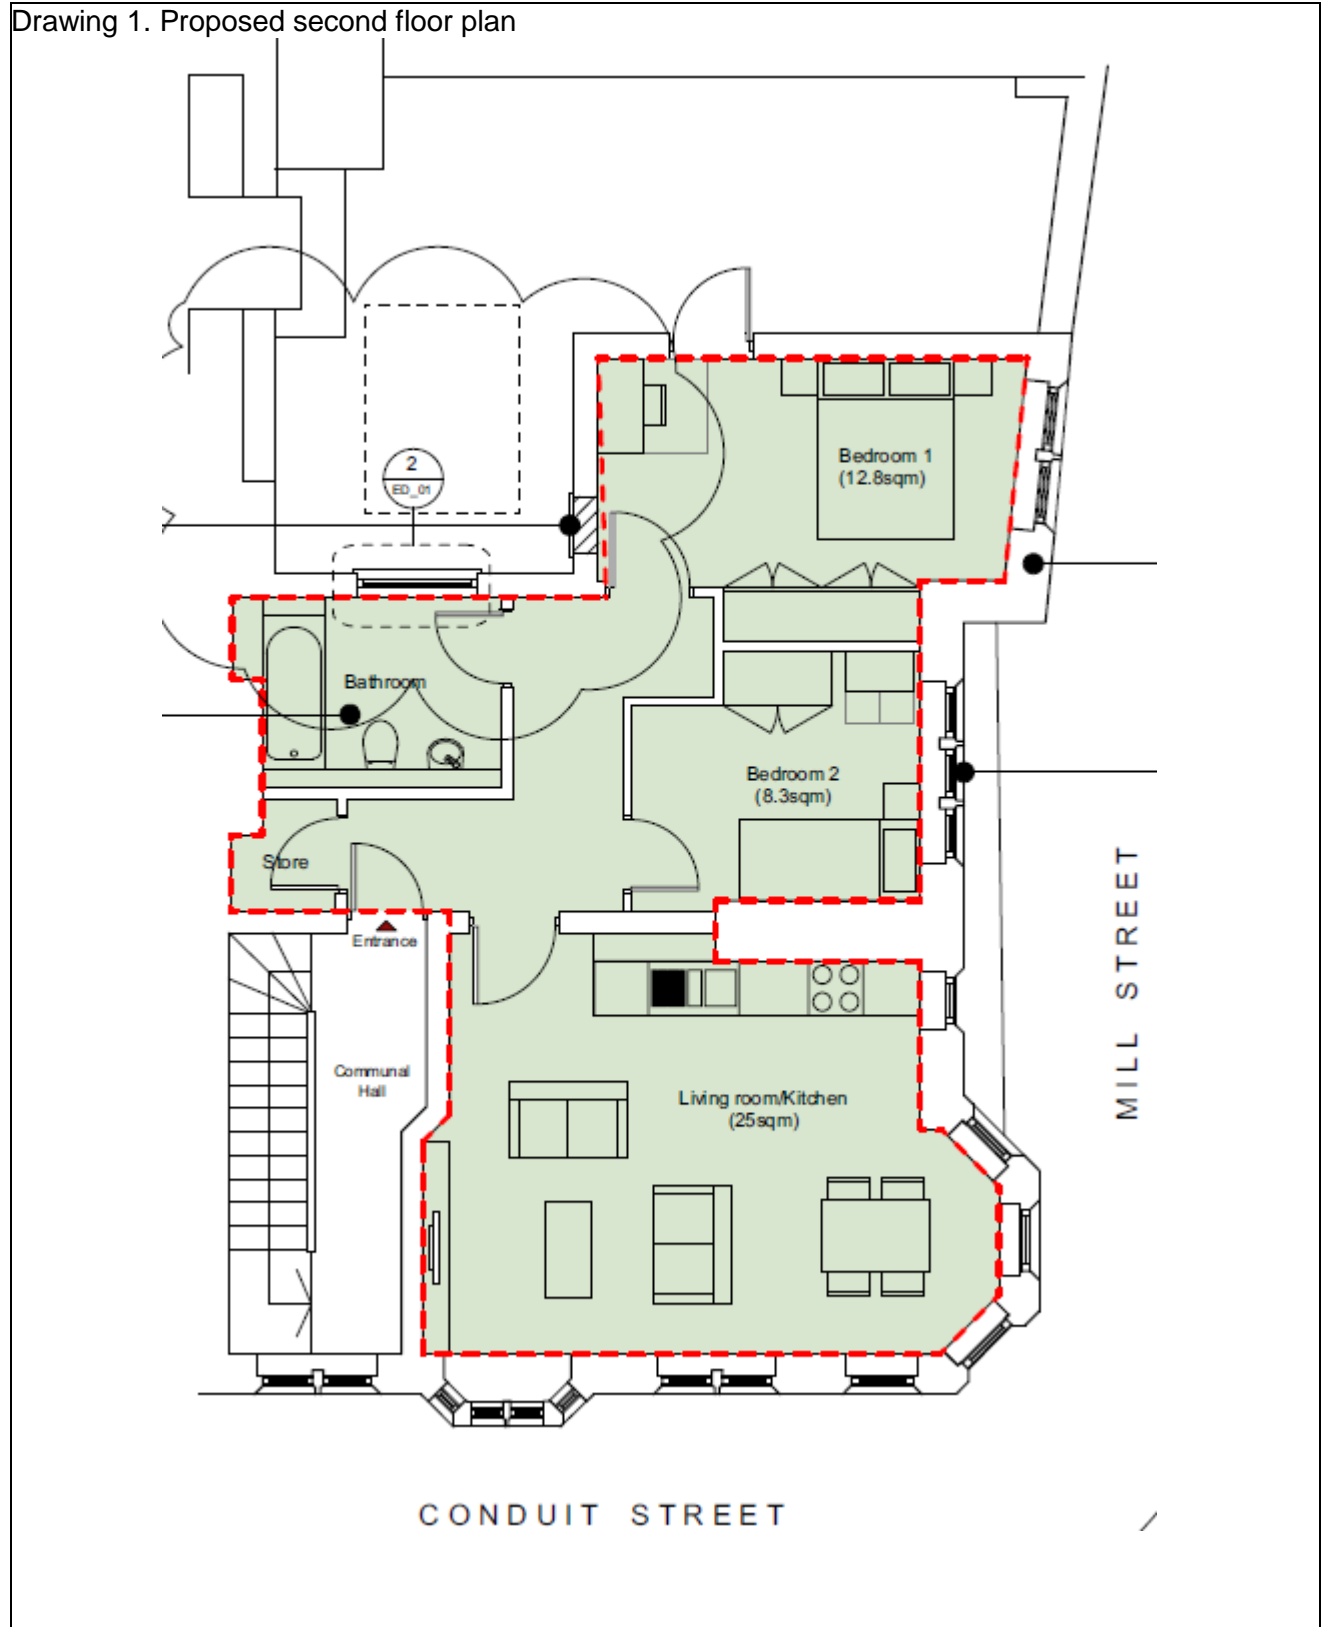 Drawing 1. Proposed second floor plan
2
ED_01
Bedroom 1
(12.8sqm)
Bathroom
Bedroom 2
(8.3sqm)
Store
Entrance
Communal
Hall
Living room/Kitchen
(25sqm)
MILL STREET
CONDUIT STREET